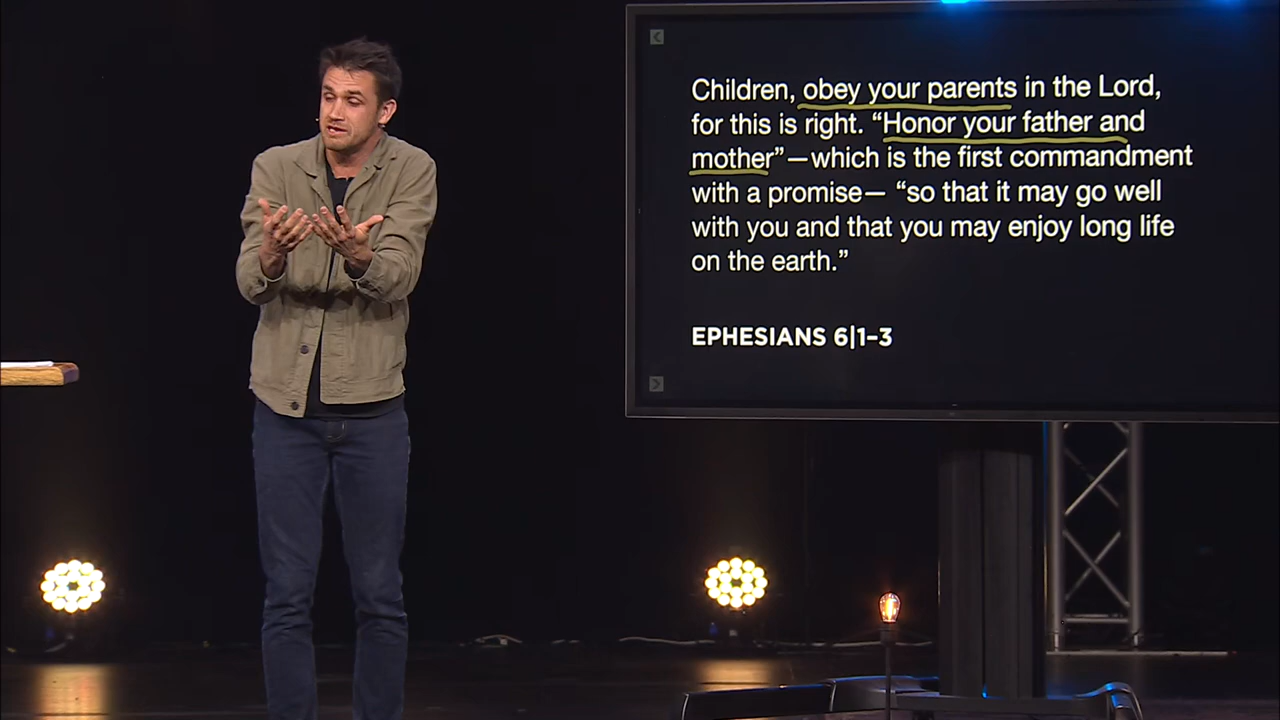 Children, obey your parents in the Lord,
for this is right. “Honor your father and
mother”—which is the first commandment
with a promise— “so that it may go well
with you and that you may enjoy long life
on the earth.”
EPHESIANS 6|1–3